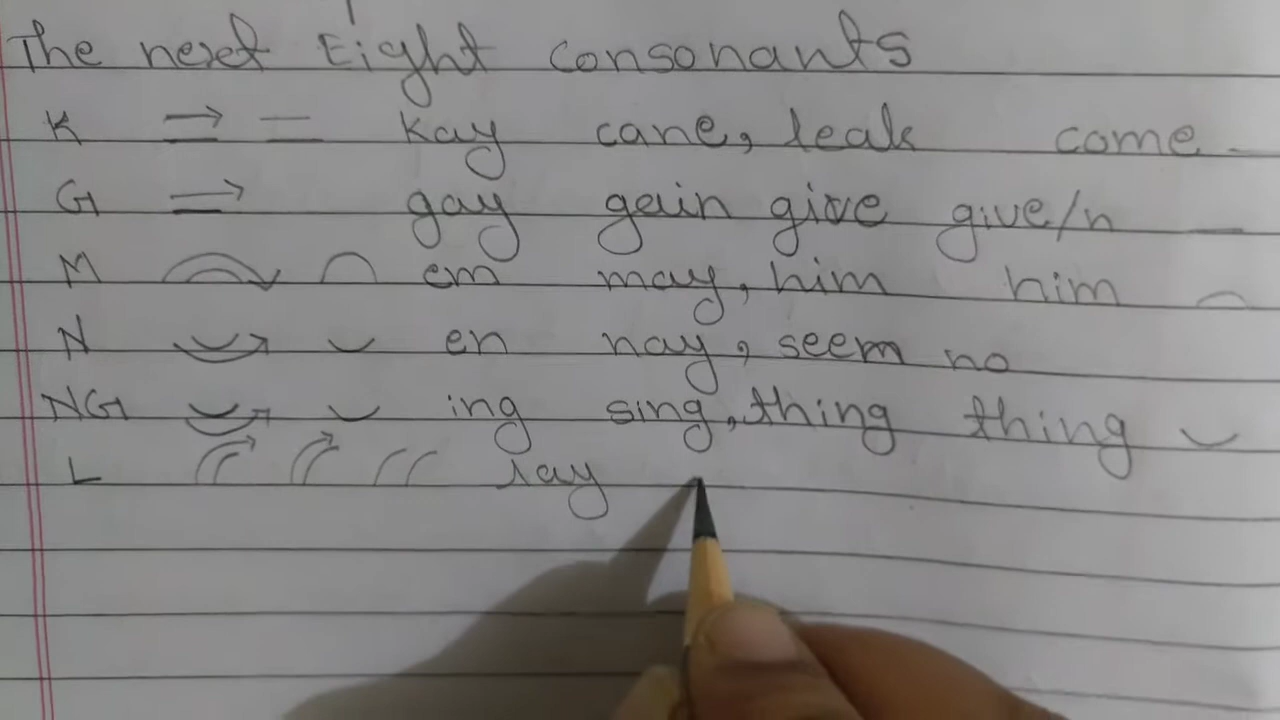 The next Eight consonants
K kay cane, leak come
G gay gain give give/n
M em may, him him
N en nay, seem no
NG ing sing, thing thing
L lay